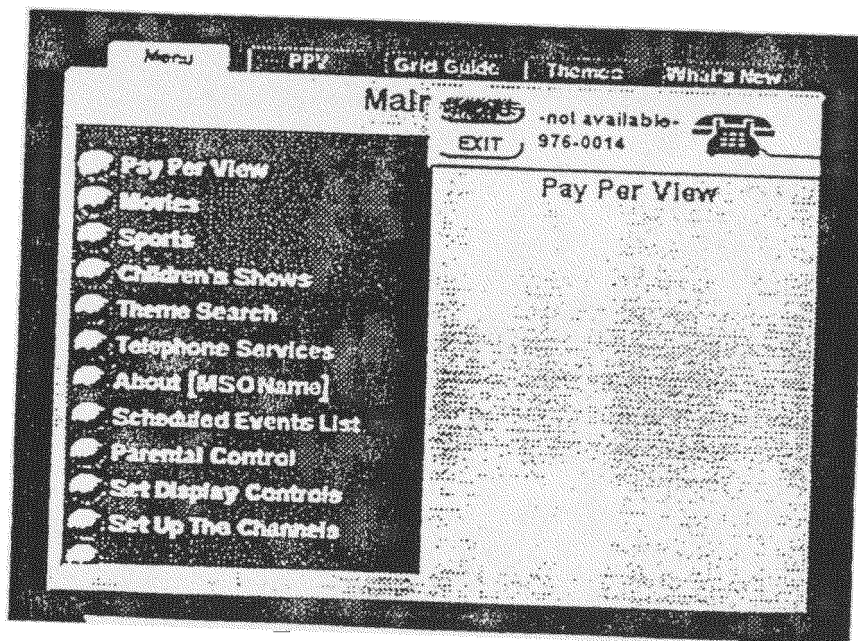 Menu PPV Grid Guide Themes What's New
Main
-not available-
EXIT 976-0014
Pay Per View
Pay Per View
Movies
Sports
Children's Shows
Theme Search
Telephone Services
About [MSO Name]
Scheduled Events List
Parental Control
Set Display Controls
Set Up The Channels